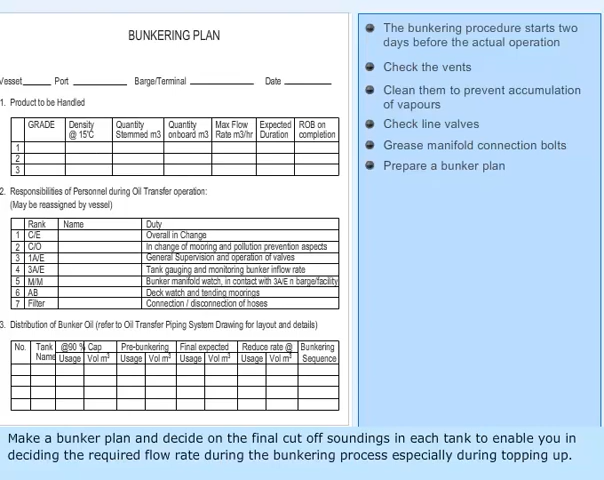 BUNKERING PLAN
Vesset Port Barge/Terminal Date
1. Product to be Handled
GRADE Density @ 15'C Quantity Stemmed m3 Quantity onboard m3 Max Flow Rate m3/hr Expected Duration ROB on completion
1
2
3
2. Responsibilities of Personnel during Oil Transfer operation:
(May be reassigned by vessel)
Rank Name Duty
1 C/E Overall in Change
2 C/O In change of mooring and pollution prevention aspects
3 1A/E General Supervision and operation of valves
4 3A/E Tank gauging and monitoring bunker inflow rate
5 M/M Bunker manifold watch, in contact with 3A/E n barge/facility
6 AB Deck watch and tending moorings
7 Filter Connection / disconnection of hoses
3. Distribution of Bunker Oil (refer to Oil Transfer Piping System Drawing for layout and details)
No. Tank Name @90 % Cap Pre-bunkering Final expected Reduce rate @ Bunkering Sequence
Usage Vol m³ Usage Vol m³ Usage Vol m³ Usage Vol m³
The bunkering procedure starts two
days before the actual operation
Check the vents
Clean them to prevent accumulation
of vapours
Check line valves
Grease manifold connection bolts
Prepare a bunker plan
Make a bunker plan and decide on the final cut off soundings in each tank to enable you in
deciding the required flow rate during the bunkering process especially during topping up.